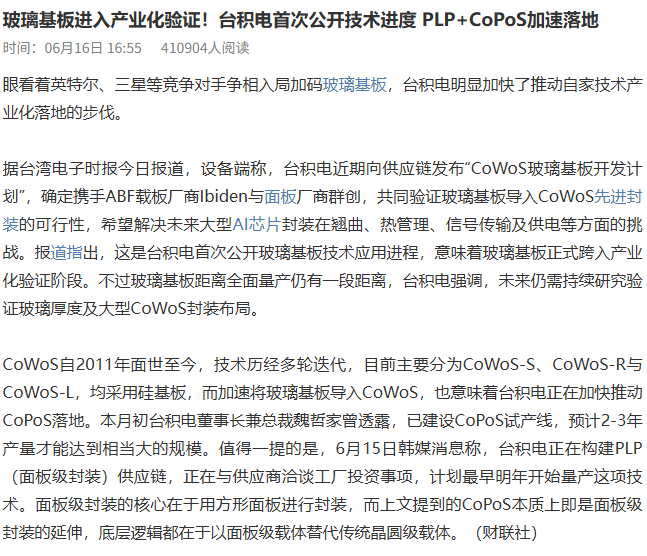 玻璃基板进入产业化验证！台积电首次公开技术进度 PLP+CoPoS加速落地
时间：06月16日 16:55 410904人阅读
眼看着英特尔、三星等竞争对手争相入局加码玻璃基板，台积电明显加快了推动自家技术产
业化落地的步伐。
据台湾电子时报今日报道，设备端称，台积电近期向供应链发布“CoWoS玻璃基板开发计
划”，确定携手ABF载板厂商Ibiden与面板厂商群创，共同验证玻璃基板导入CoWoS先进封
装的可行性，希望解决未来大型AI芯片封装在翘曲、热管理、信号传输及供电等方面的挑
战。报道指出，这是台积电首次公开玻璃基板技术应用进程，意味着玻璃基板正式跨入产业
化验证阶段。不过玻璃基板距离全面量产仍有一段距离，台积电强调，未来仍需持续研究验
证玻璃厚度及大型CoWoS封装布局。
CoWoS自2011年面世至今，技术历经多轮迭代，目前主要分为CoWoS-S、CoWoS-R与
CoWoS-L，均采用硅基板，而加速将玻璃基板导入CoWoS，也意味着台积电正在加快推动
CoPoS落地。本月初台积电董事长兼总裁魏哲家曾透露，已建设CoPoS试产线，预计2-3年
产量才能达到相当大的规模。值得一提的是，6月15日韩媒消息称，台积电正在构建PLP
（面板级封装）供应链，正在与供应商洽谈工厂投资事项，计划最早明年开始量产这项技
术。面板级封装的核心在于用方形面板进行封装，而上文提到的CoPoS本质上即是面板级
封装的延伸，底层逻辑都在于以面板级载体替代传统晶圆级载体。（财联社）